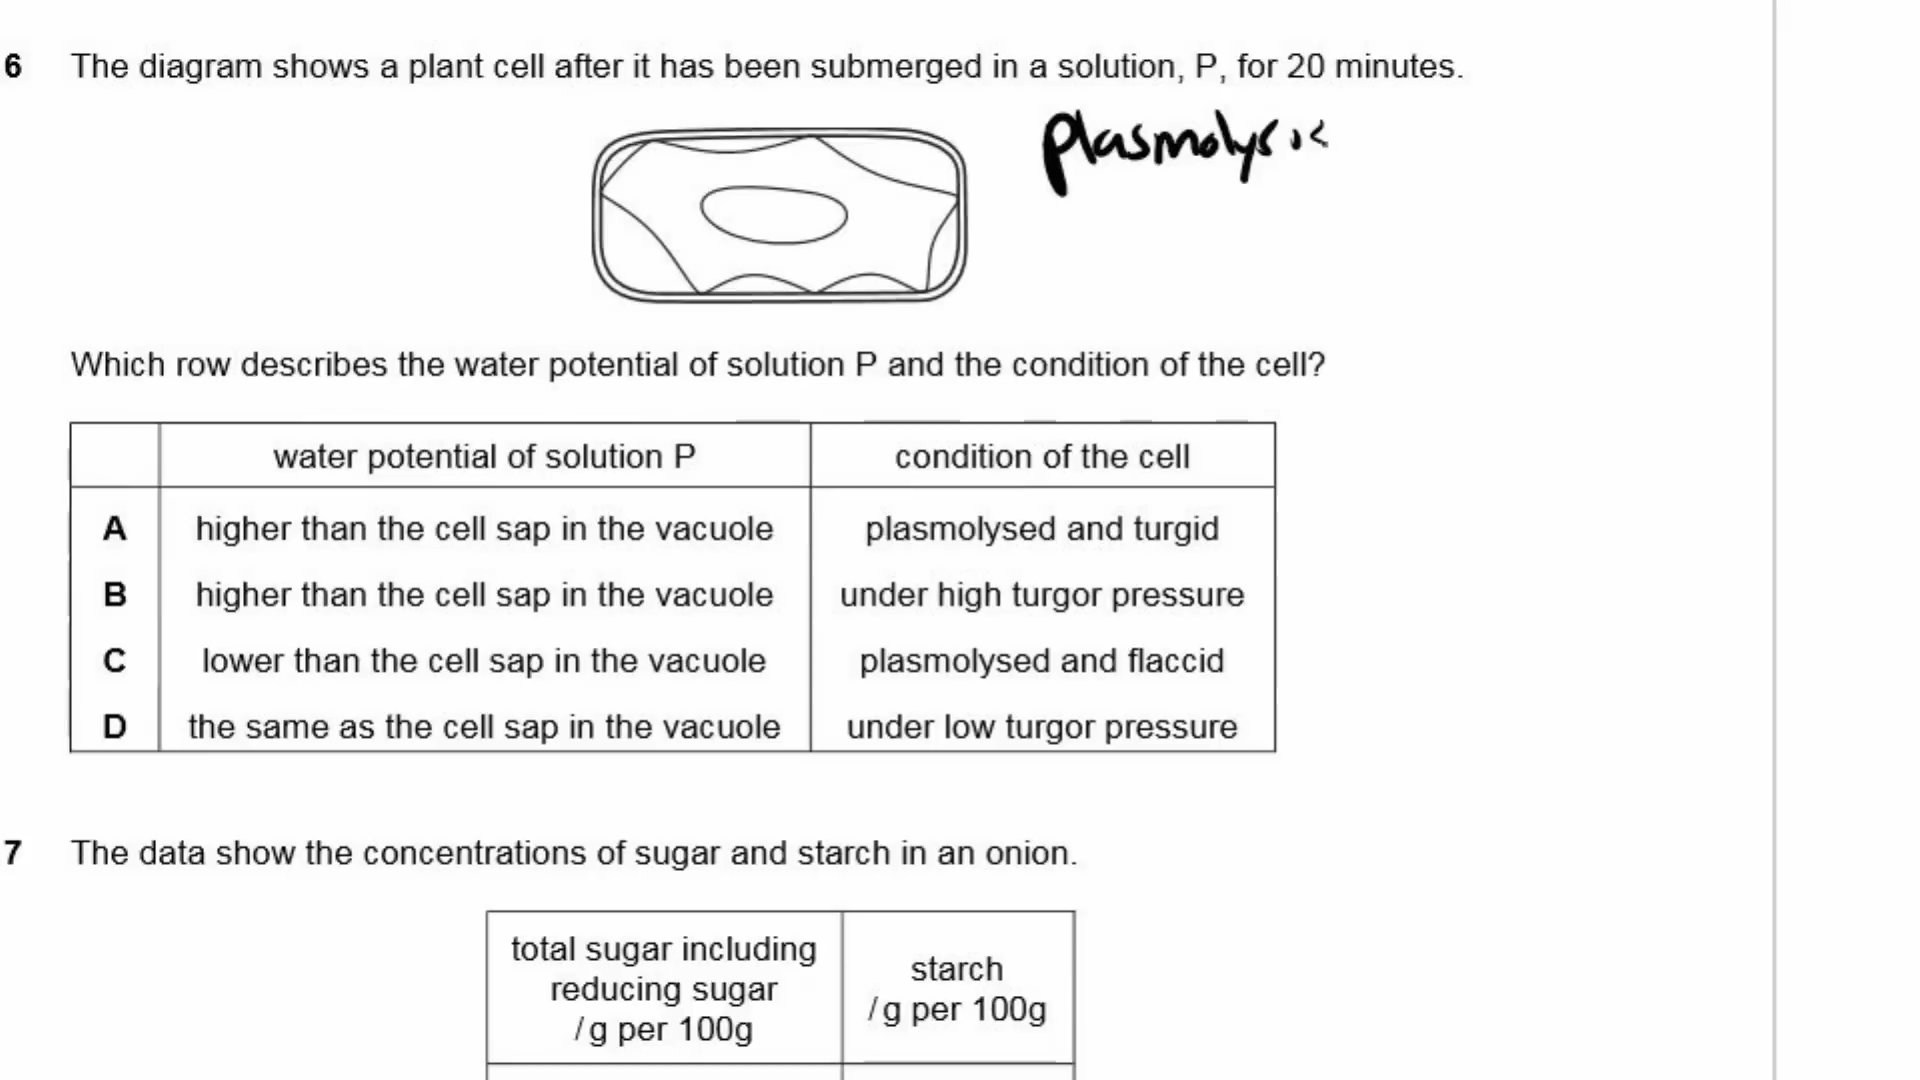 6 The diagram shows a plant cell after it has been submerged in a solution, P, for 20 minutes.
plasmolysis
Which row describes the water potential of solution P and the condition of the cell?
water potential of solution P condition of the cell
A higher than the cell sap in the vacuole plasmolysed and turgid
B higher than the cell sap in the vacuole under high turgor pressure
C lower than the cell sap in the vacuole plasmolysed and flaccid
D the same as the cell sap in the vacuole under low turgor pressure
7 The data show the concentrations of sugar and starch in an onion.
total sugar including
reducing sugar
/ g per 100g
starch
/ g per 100g